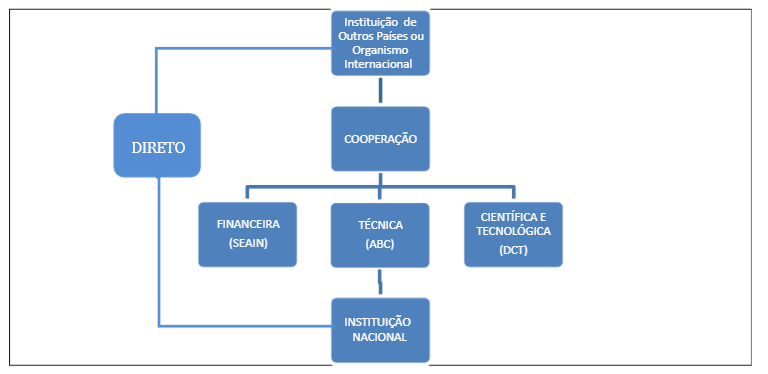 Instituição de
Outros Países ou
Organismo
Internacional
COOPERAÇÃO
DIRETO
FINANCEIRA
(SEAIN)
TÉCNICA
(ABC)
CIENTÍFICA E
TECNOLÓGICA
(DCT)
INSTITUIÇÃO
NACIONAL